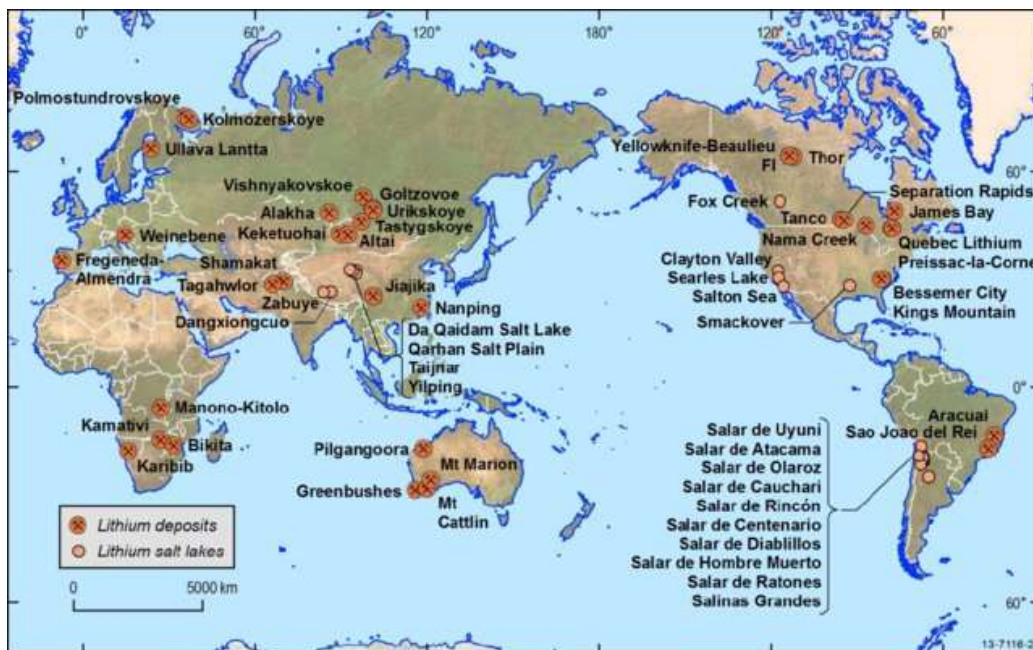 0° 60° 120° 120° 60°
Polmostundrovskoye
Kolmozerskoye
Ullava Lantta
Vishnyakovskoe
Goltzovoe
Alakha
Urikskoye
Tastygskoye
Keketuohai
Altai
Weinebene
Fregeneda-
Almendra
Shamakat
Tagahwlor
Jiajika
Zabuye
Nanping
Dangxiongcuo
Da Qaidam Salt Lake
Qarhan Salt Plain
Taijnar
Yilping
Manono-Kitolo
Kamativi
Bikita
Karibib
Pilgangoora
Mt Marion
Greenbushes
Mt
Cattlin
Yellowknife-Beaulieu
FI
Thor
60°
Separation Rapids
Fox Creek
James Bay
Tanco
Nama Creek
Quebec Lithium
Preissac-la-Corne
Clayton Valley
Searles Lake
Salton Sea
Bessemer City
Kings Mountain
Smackover
0°
Aracuai
Sao Joao del Rei
Salar de Uyuni
Salar de Atacama
Salar de Olaroz
Salar de Cauchari
Salar de Rincón
Salar de Centenario
Salar de Diablillos
Salar de Hombre Muerto
Salar de Ratones
Salinas Grandes
60°
Lithium deposits
Lithium salt lakes
0 5000 km